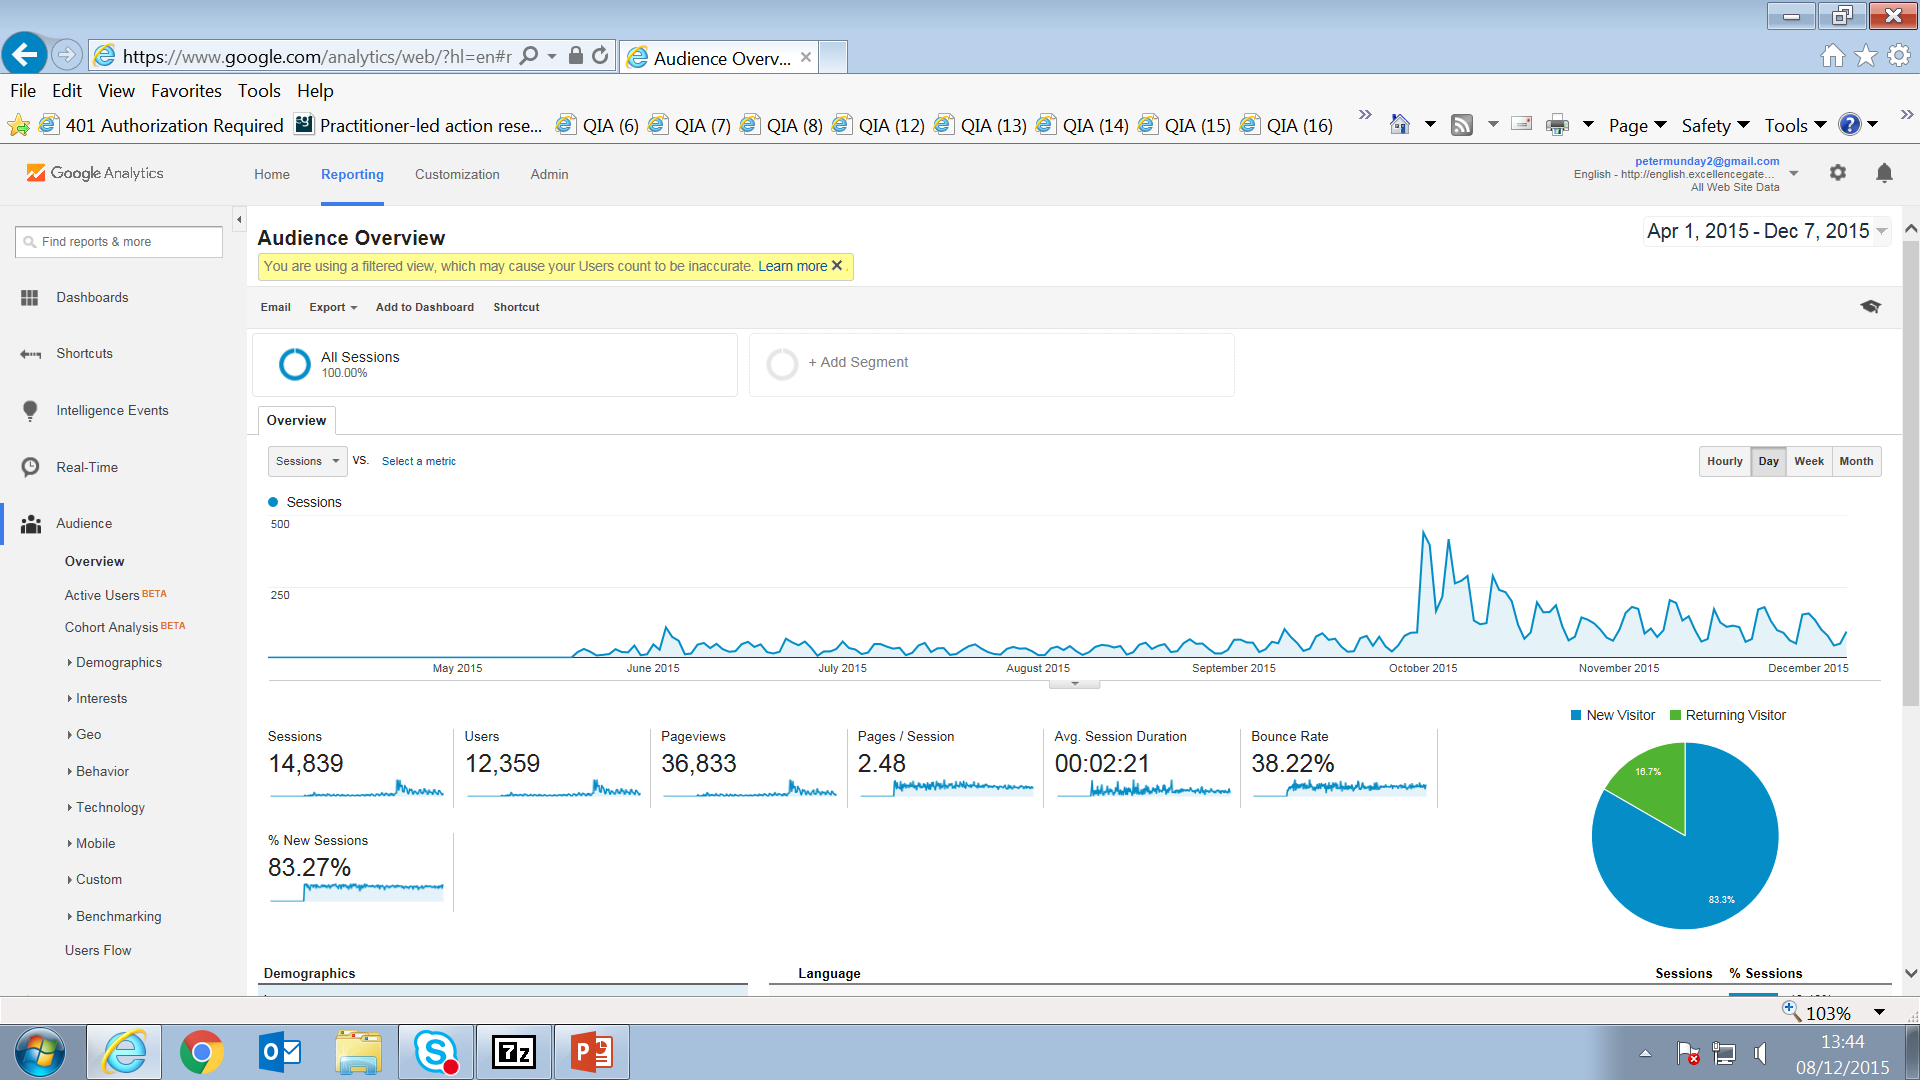 https://www.google.com/analytics/web/?hl=en#r
Audience Overv...
File Edit View Favorites Tools Help
401 Authorization Required Practitioner-led action rese... QIA (6) QIA (7) QIA (8) QIA (12) QIA (13) QIA (14) QIA (15) QIA (16) Page Safety Tools
Google Analytics
Home Reporting Customization Admin
petermunday2@gmail.com
English - http://english.excellencegate...
All Web Site Data
Find reports & more
Dashboards
Shortcuts
Intelligence Events
Real-Time
Audience
Overview
Active Users BETA
Cohort Analysis BETA
Demographics
Interests
Geo
Behavior
Technology
Mobile
Custom
Benchmarking
Users Flow
Audience Overview
Apr 1, 2015 - Dec 7, 2015
You are using a filtered view, which may cause your Users count to be inaccurate. Learn more
Email Export Add to Dashboard Shortcut
All Sessions
100.00%
+ Add Segment
Overview
Sessions VS. Select a metric
Hourly Day Week Month
Sessions
500
250
May 2015 June 2015 July 2015 August 2015 September 2015 October 2015 November 2015 December 2015
New Visitor Returning Visitor
Sessions
14,839
Users
12,359
Pageviews
36,833
Pages / Session
2.48
Avg. Session Duration
00:02:21
Bounce Rate
38.22%
% New Sessions
83.27%
16.7%
83.3%
Demographics
Language Sessions % Sessions
103%
7z
13:44
08/12/2015